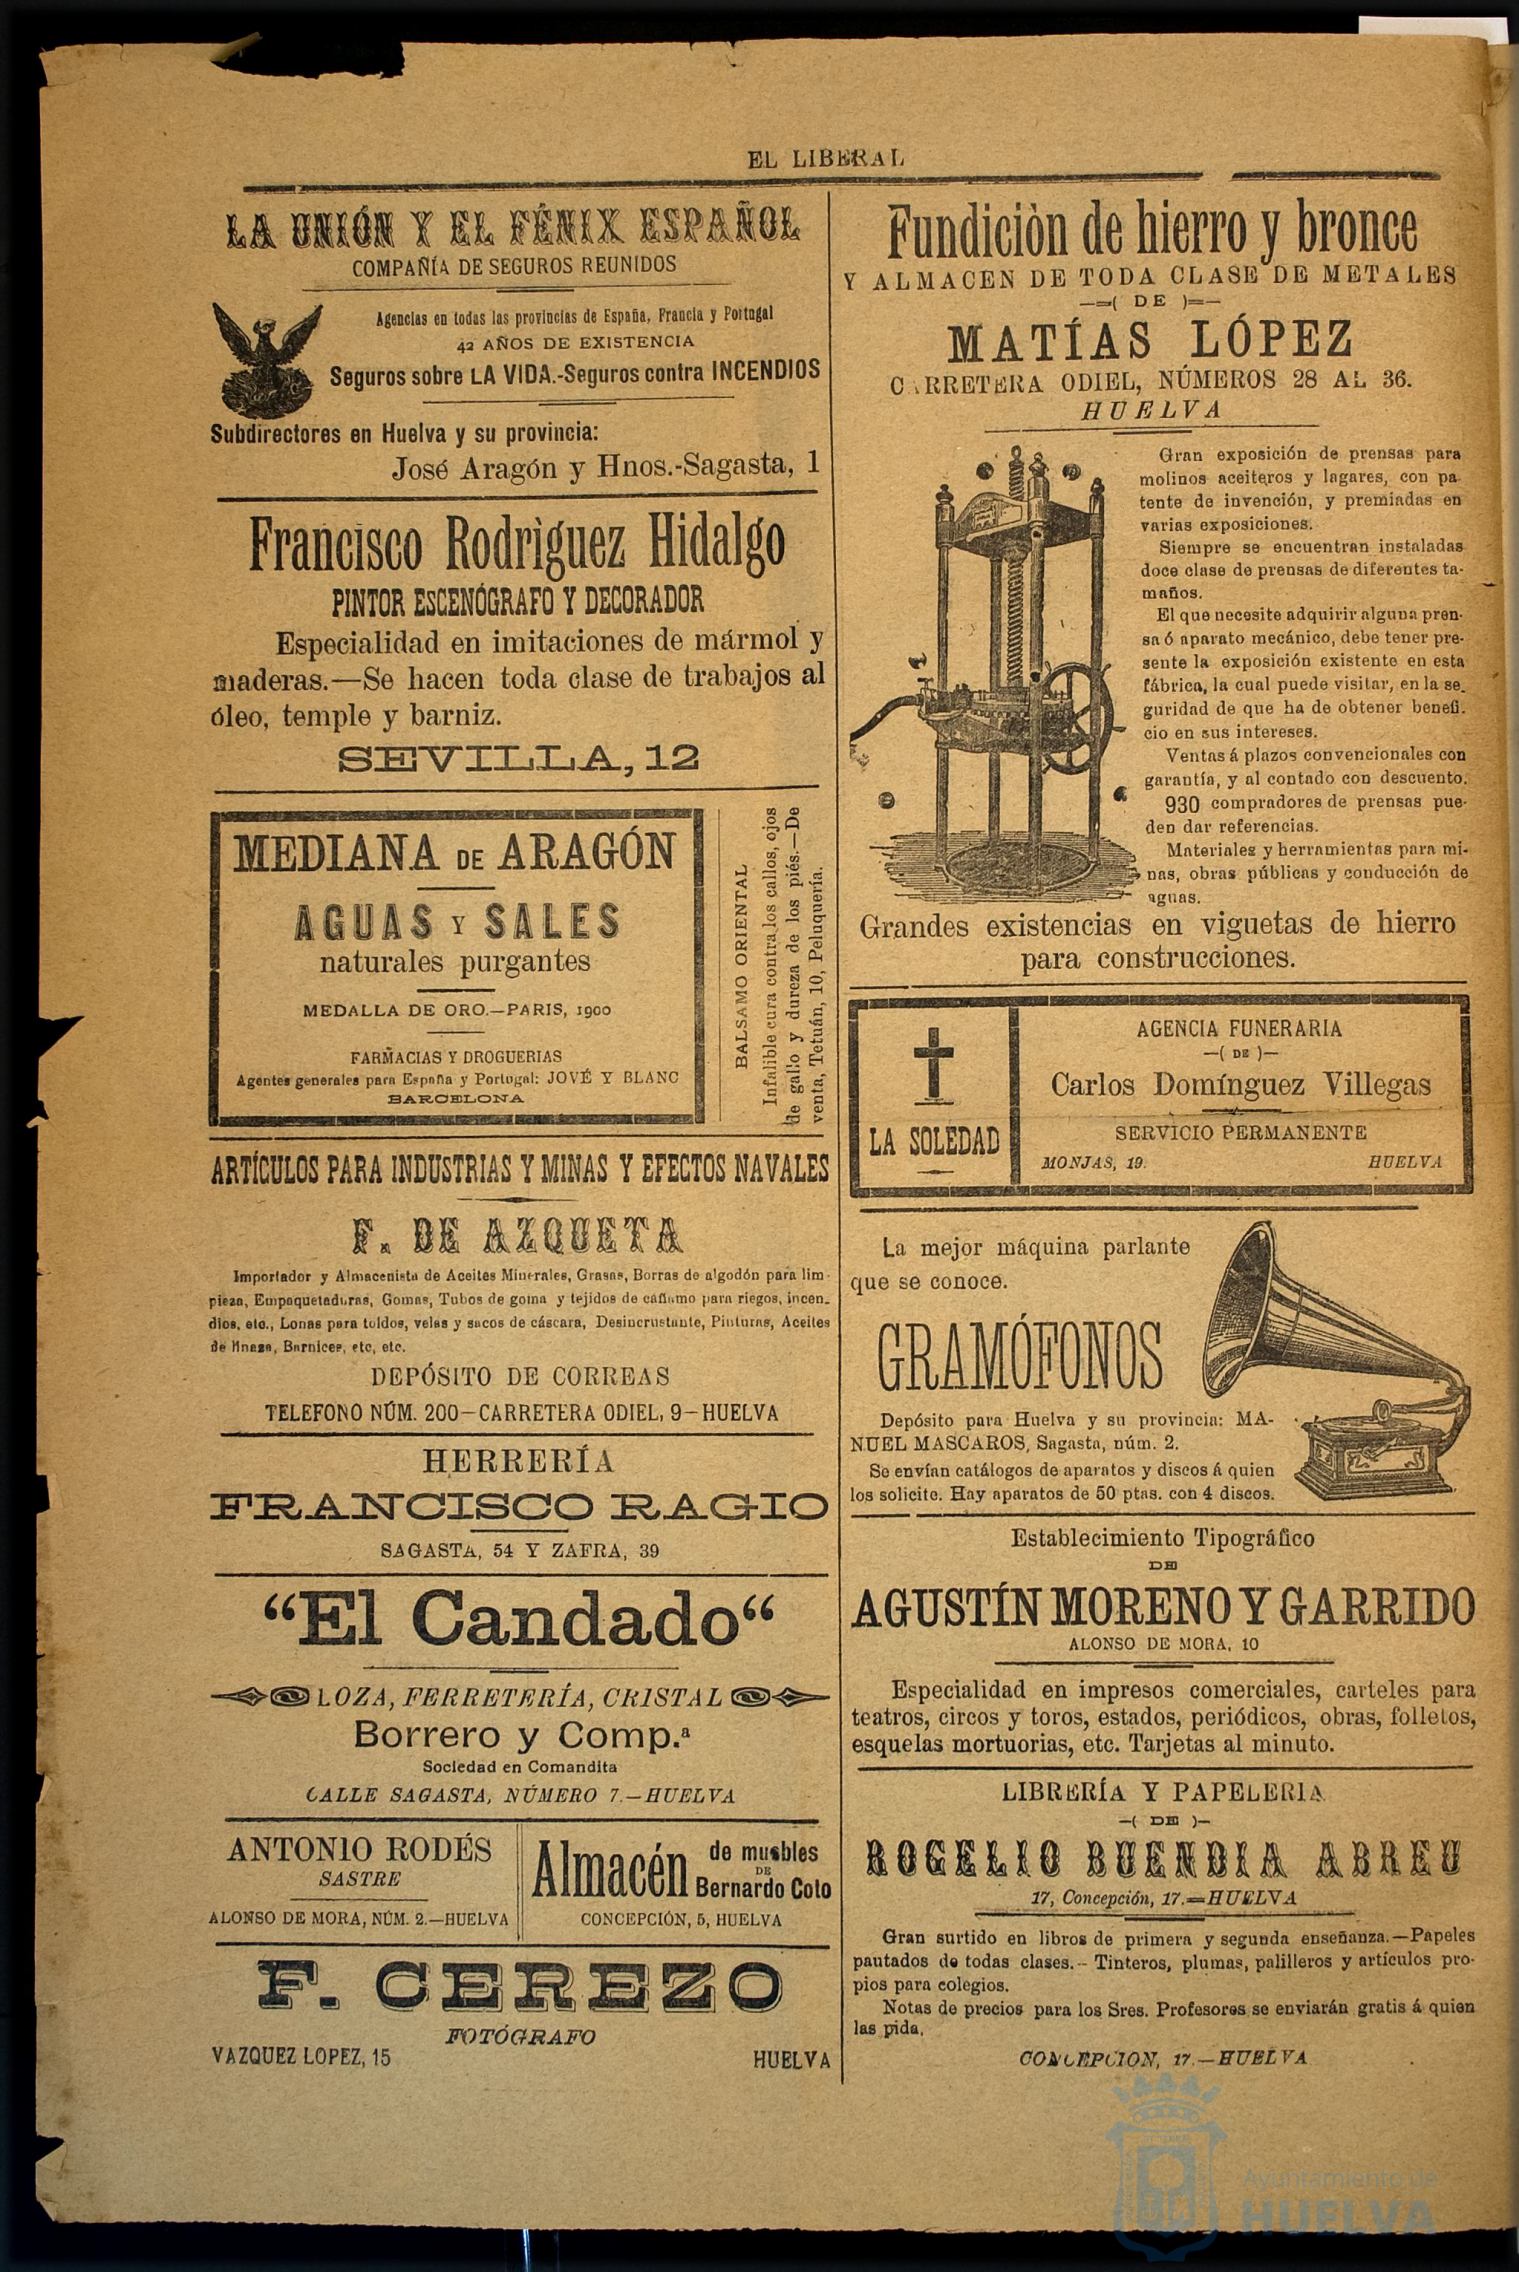 EL LIBERAL
LA UNIÓN Y EL FÉNIX ESPAÑOL
COMPAÑÍA DE SEGUROS REUNIDOS
Agencias en todas las provincias de España, Francia y Portugal
42 AÑOS DE EXISTENCIA
Seguros sobre LA VIDA.-Seguros contra INCENDIOS
Subdirectores en Huelva y su provincia:
José Aragón y Hnos.-Sagasta, 1
Francisco Rodriguez Hidalgo
PINTOR ESCENÓGRAFO Y DECORADOR
Especialidad en imitaciones de mármol y
maderas.—Se hacen toda clase de trabajos al
óleo, temple y barniz.
SEVILLA, 12
MEDIANA DE ARAGÓN
AGUAS Y SALES
naturales purgantes
MEDALLA DE ORO.—PARIS, 1900
FARMACIAS Y DROGUERIAS
Agentes generales para España y Portugal: JOVÉ Y BLANC
BARCELONA
BALSAMO ORIENTAL
Infalible cura contra los callos, ojos
de gallo y dureza de los piés.—De
venta, Tetuán, 10, Peluquería.
ARTÍCULOS PARA INDUSTRIAS Y MINAS Y EFECTOS NAVALES
F. DE AZQUETA
Importador y Almacenista de Aceites Minerales, Grasas, Borras de algodón para lim-
pieza, Empaquetaduras, Gomas, Tubos de goma y tejidos de cáñamo para riegos, incen-
dios, etc., Lonas para toldos, velas y sacos de cáscara, Desincrustante, Pinturas, Aceites
de linaza, Barnices, etc, etc.
DEPÓSITO DE CORREAS
TELEFONO NÚM. 200—CARRETERA ODIEL, 9—HUELVA
HERRERÍA
FRANCISCO RAGIO
SAGASTA, 54 Y ZAFRA, 39
“El Candado“
LOZA, FERRETERÍA, CRISTAL
Borrero y Comp.ª
Sociedad en Comandita
CALLE SAGASTA, NÚMERO 7.—HUELVA
ANTONIO RODÉS
SASTRE
ALONSO DE MORA, NÚM. 2.—HUELVA
Almacén de muebles
DE
Bernardo Coto
CONCEPCIÓN, 5, HUELVA
F. CEREZO
FOTÓGRAFO
VAZQUEZ LOPEZ, 15 HUELVA
Fundición de hierro y bronce
Y ALMACEN DE TODA CLASE DE METALES
—=( DE )=—
MATÍAS LÓPEZ
CARRETERA ODIEL, NÚMEROS 28 AL 36.
HUELVA
Gran exposición de prensas para
molinos aceiteros y lagares, con pa-
tente de invención, y premiadas en
varias exposiciones.
Siempre se encuentran instaladas
doce clase de prensas de diferentes ta-
maños.
El que necesite adquirir alguna pren-
sa ó aparato mecánico, debe tener pre-
sente la exposición existente en esta
fábrica, la cual puede visitar, en la se-
guridad de que ha de obtener benefi-
cio en sus intereses.
Ventas á plazos convencionales con
garantía, y al contado con descuento.
930 compradores de prensas pue-
den dar referencias.
Materiales y herramientas para mi-
nas, obras públicas y conducción de
aguas.
Grandes existencias en viguetas de hierro
para construcciones.
LA SOLEDAD
AGENCIA FUNERARIA
—( DE )—
Carlos Domínguez Villegas
SERVICIO PERMANENTE
MONJAS, 19. HUELVA
La mejor máquina parlante
que se conoce.
GRAMÓFONOS
Depósito para Huelva y su provincia: MA-
NUEL MASCAROS, Sagasta, núm. 2.
Se envían catálogos de aparatos y discos á quien
los solicite. Hay aparatos de 50 ptas. con 4 discos.
Establecimiento Tipográfico
DE
AGUSTÍN MORENO Y GARRIDO
ALONSO DE MORA, 10
Especialidad en impresos comerciales, carteles para
teatros, circos y toros, estados, periódicos, obras, folletos,
esquelas mortuorias, etc. Tarjetas al minuto.
LIBRERÍA Y PAPELERIA
—( DE )—
ROGELIO BUENDIA ABREU
17, Concepción, 17.=HUELVA
Gran surtido en libros de primera y segunda enseñanza.—Papeles
pautados de todas clases.- Tinteros, plumas, palilleros y artículos pro-
pios para colegios.
Notas de precios para los Sres. Profesores se enviarán gratis á quien
las pida.
CONCEPCION, 17.—HUELVA
Ayuntamiento de
HUELVA